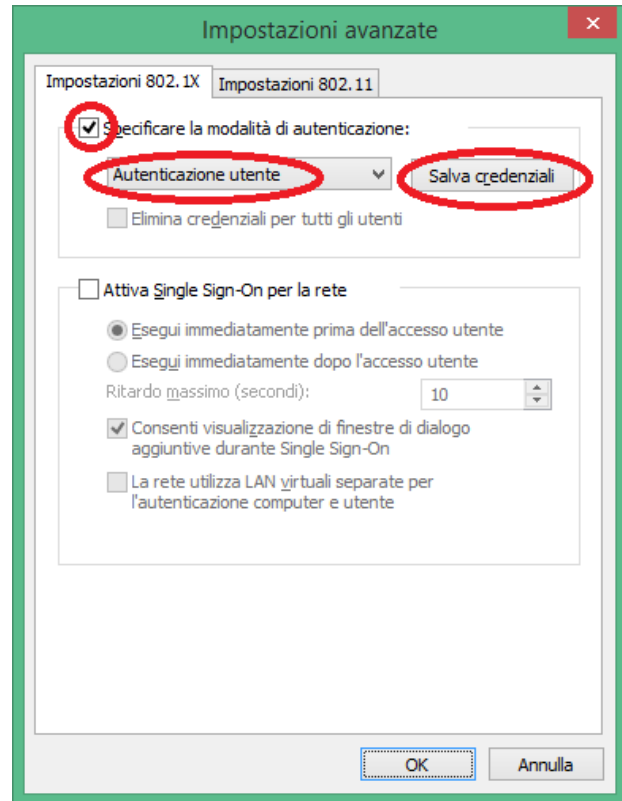 Impostazioni avanzate
Impostazioni 802.1X
Impostazioni 802.11
Specificare la modalità di autenticazione:
Autenticazione utente
Salva credenziali
Elimina credenziali per tutti gli utenti
Attiva Single Sign-On per la rete
Esegui immediatamente prima dell'accesso utente
Esegui immediatamente dopo l'accesso utente
Ritardo massimo (secondi):
10
Consenti visualizzazione di finestre di dialogo
aggiuntive durante Single Sign-On
La rete utilizza LAN virtuali separate per
l'autenticazione computer e utente
OK
Annulla